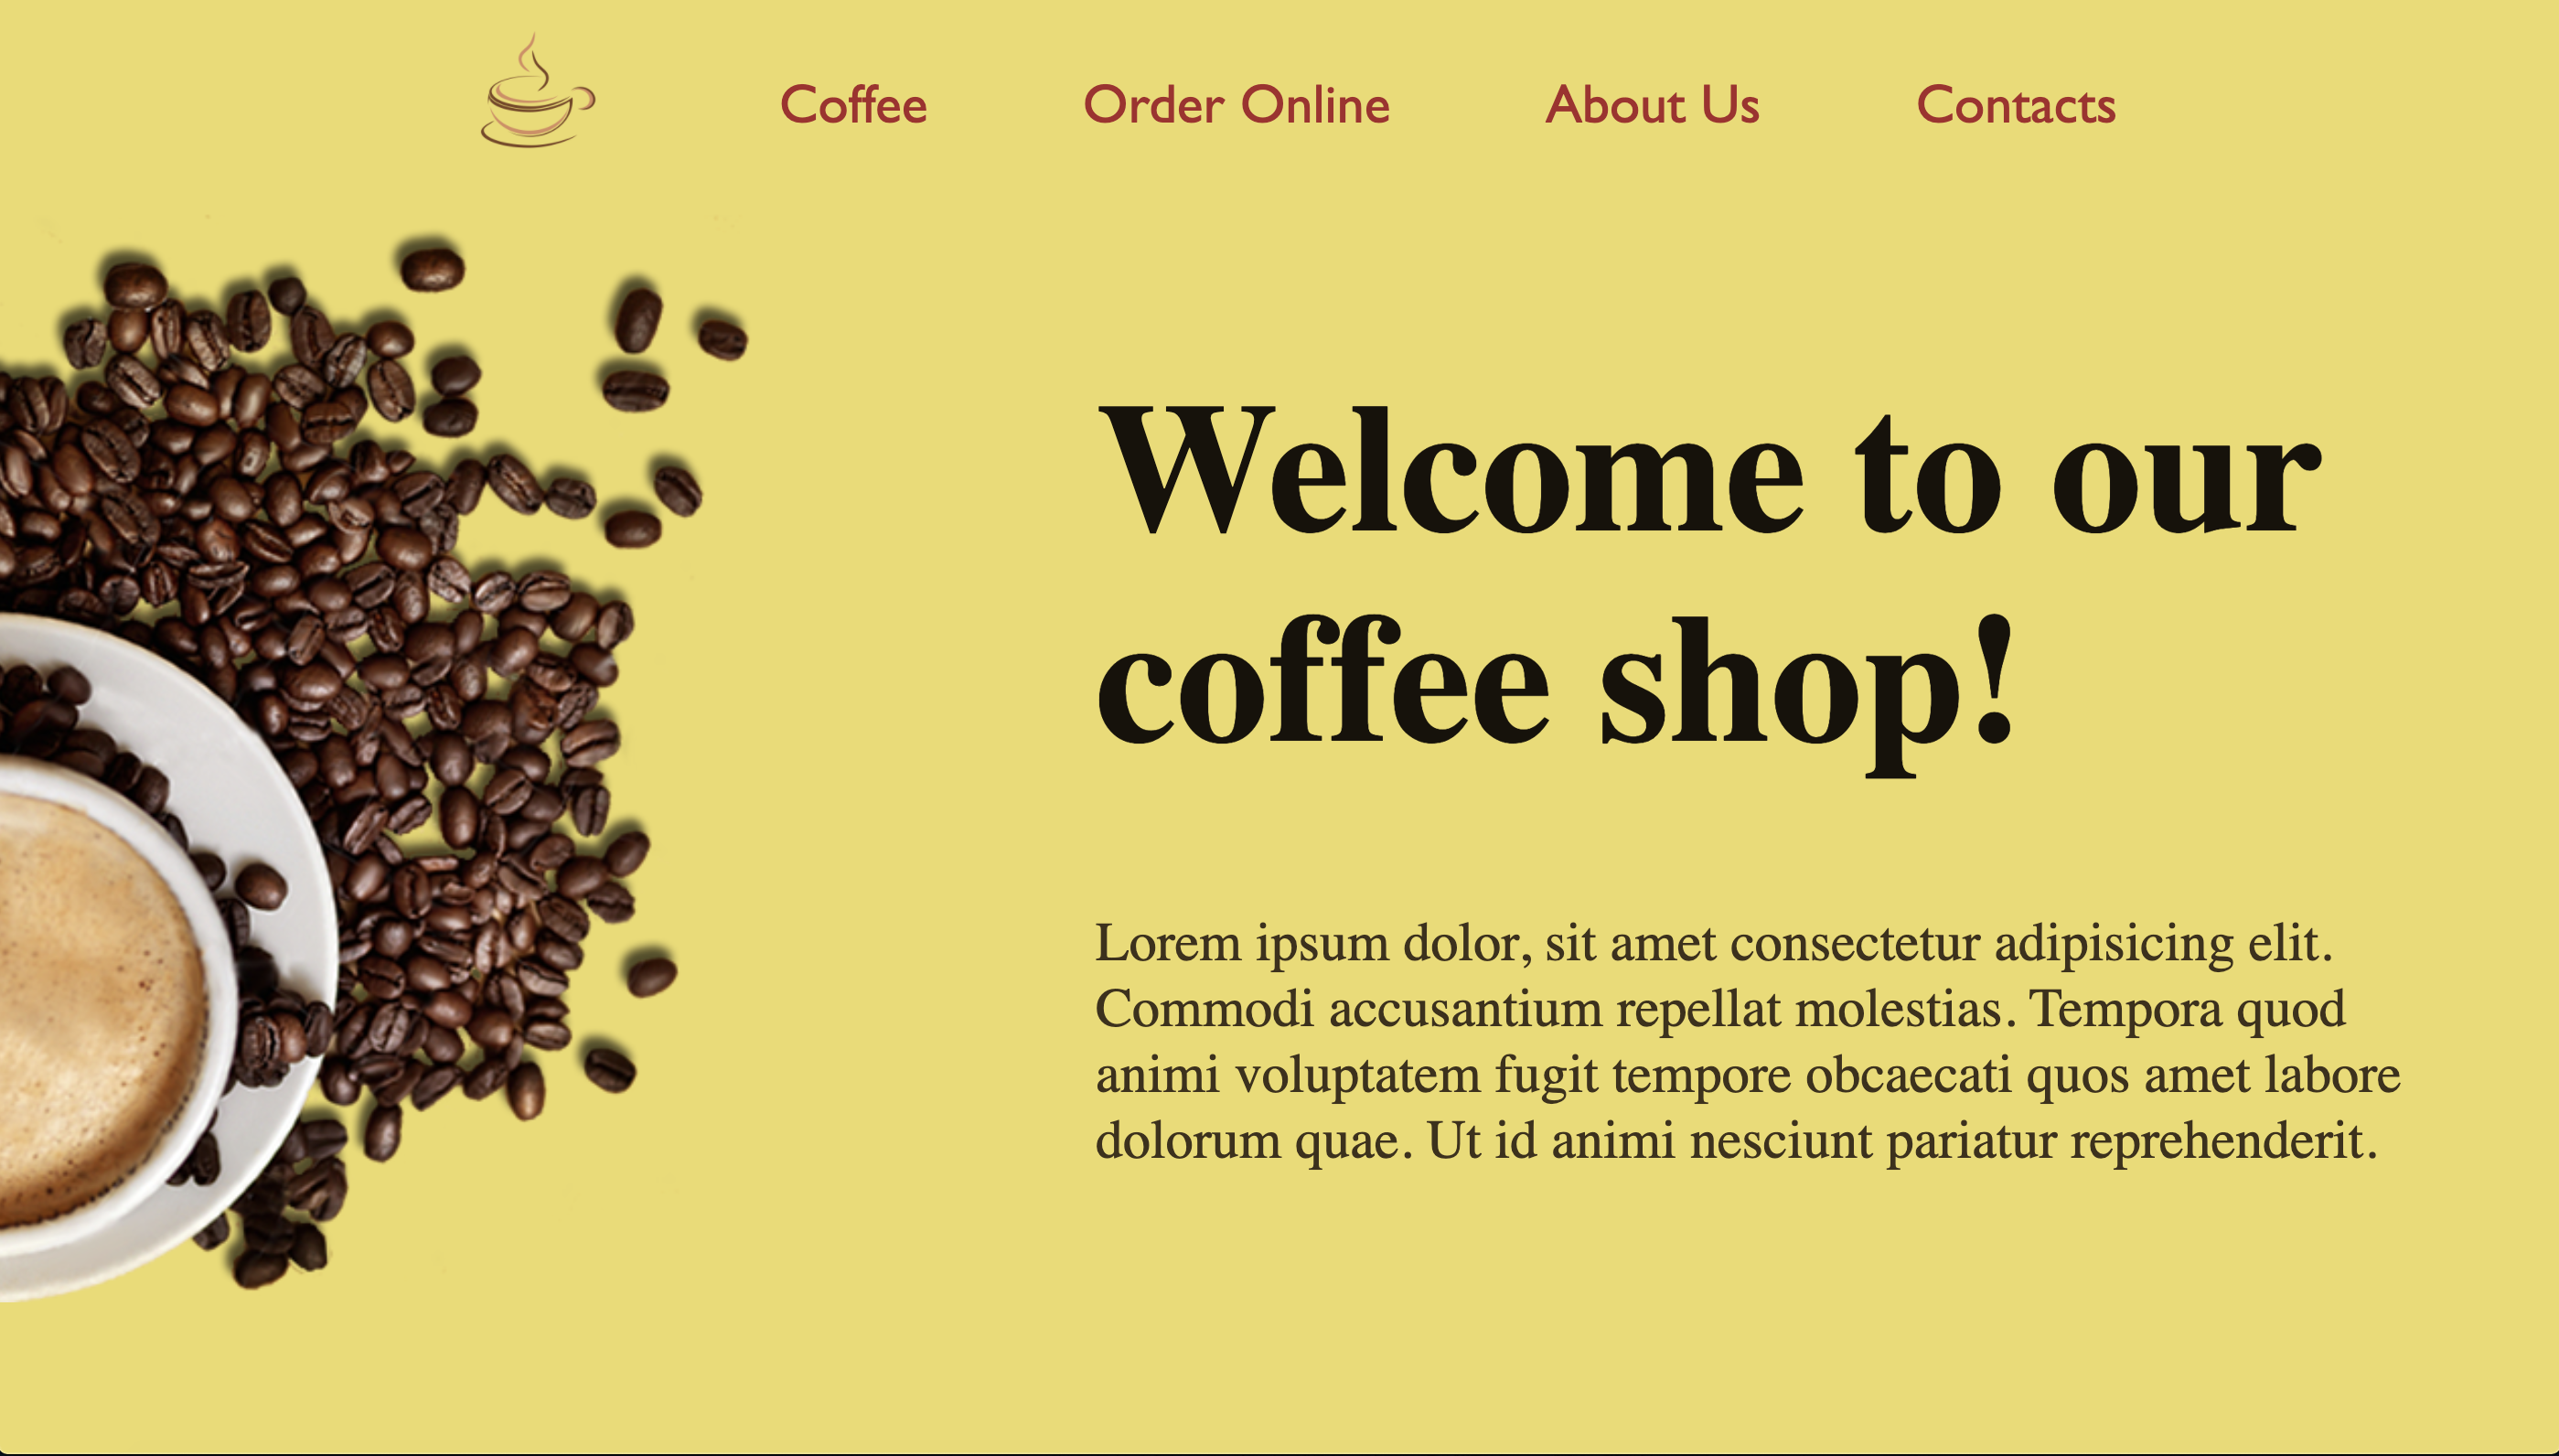 Coffee Order Online About Us Contacts
Welcome to our
coffee shop!
Lorem ipsum dolor, sit amet consectetur adipisicing elit.
Commodi accusantium repellat molestias. Tempora quod
animi voluptatem fugit tempore obcaecati quos amet labore
dolorum quae. Ut id animi nesciunt pariatur reprehenderit.